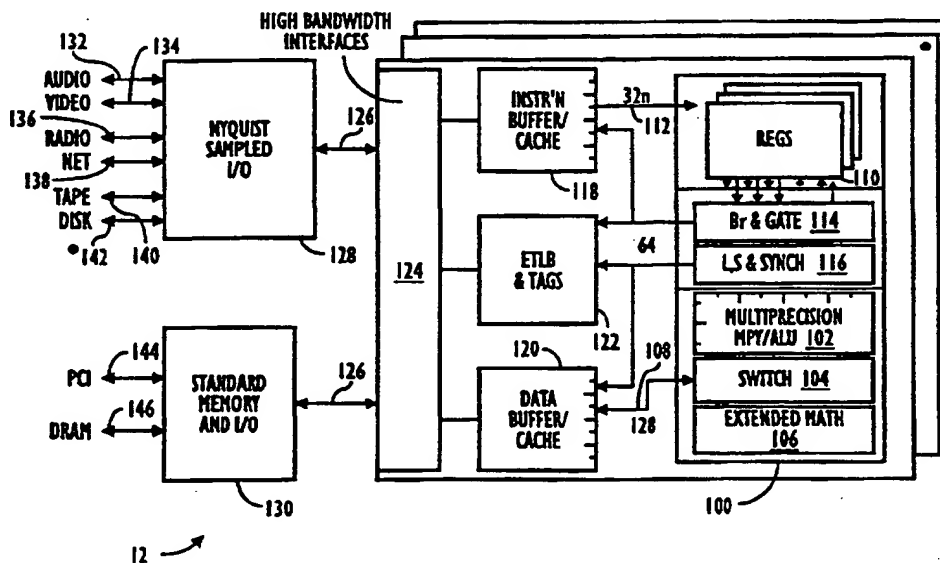 HIGH BANDWIDTH
INTERFACES
132
134
AUDIO
VIDEO
136
RADIO
NET
138
TAPE
DISK
142
140
NYQUIST
SAMPLED
I/O
128
126
124
INSTR'N
BUFFER/
CACHE
118
32n
112
REGS
110
Br & GATE 114
64
L,S & SYNCH 116
ETLB
& TAGS
122
MULTIPRECISION
MPY/ALU 102
120
108
SWITCH 104
DATA
BUFFER/
CACHE
128
EXTENDED MATH
106
100
144
PCI
146
DRAM
STANDARD
MEMORY
AND I/O
126
130
12